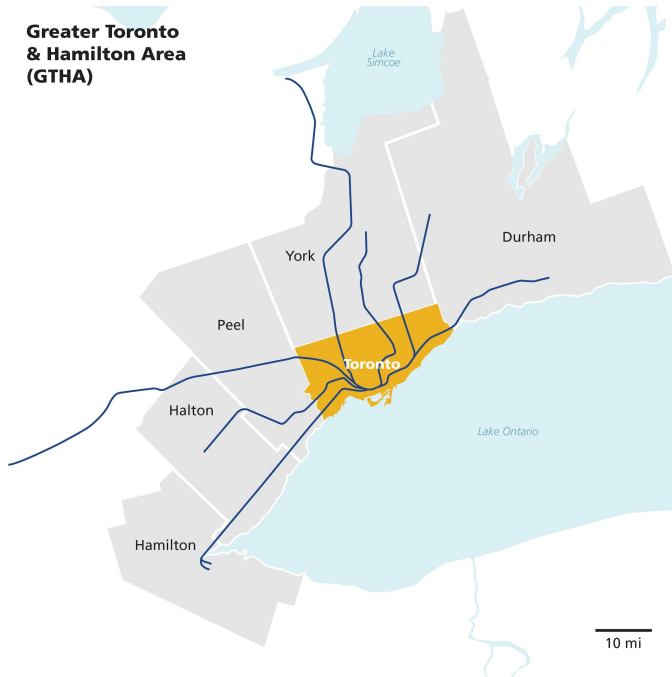 Greater Toronto
& Hamilton Area
(GTHA)
Lake
Simcoe
Durham
York
Peel
Toronto
Halton
Lake Ontario
Hamilton
10 mi